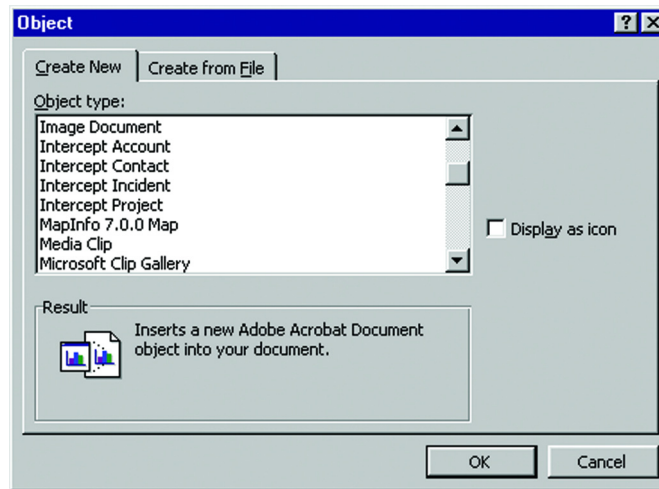 Object
Create New
Create from File
Object type:
Image Document
Intercept Account
Intercept Contact
Intercept Incident
Intercept Project
MapInfo 7.0.0 Map
Media Clip
Microsoft Clip Gallery
Display as icon
Result
Inserts a new Adobe Acrobat Document
object into your document.
OK
Cancel